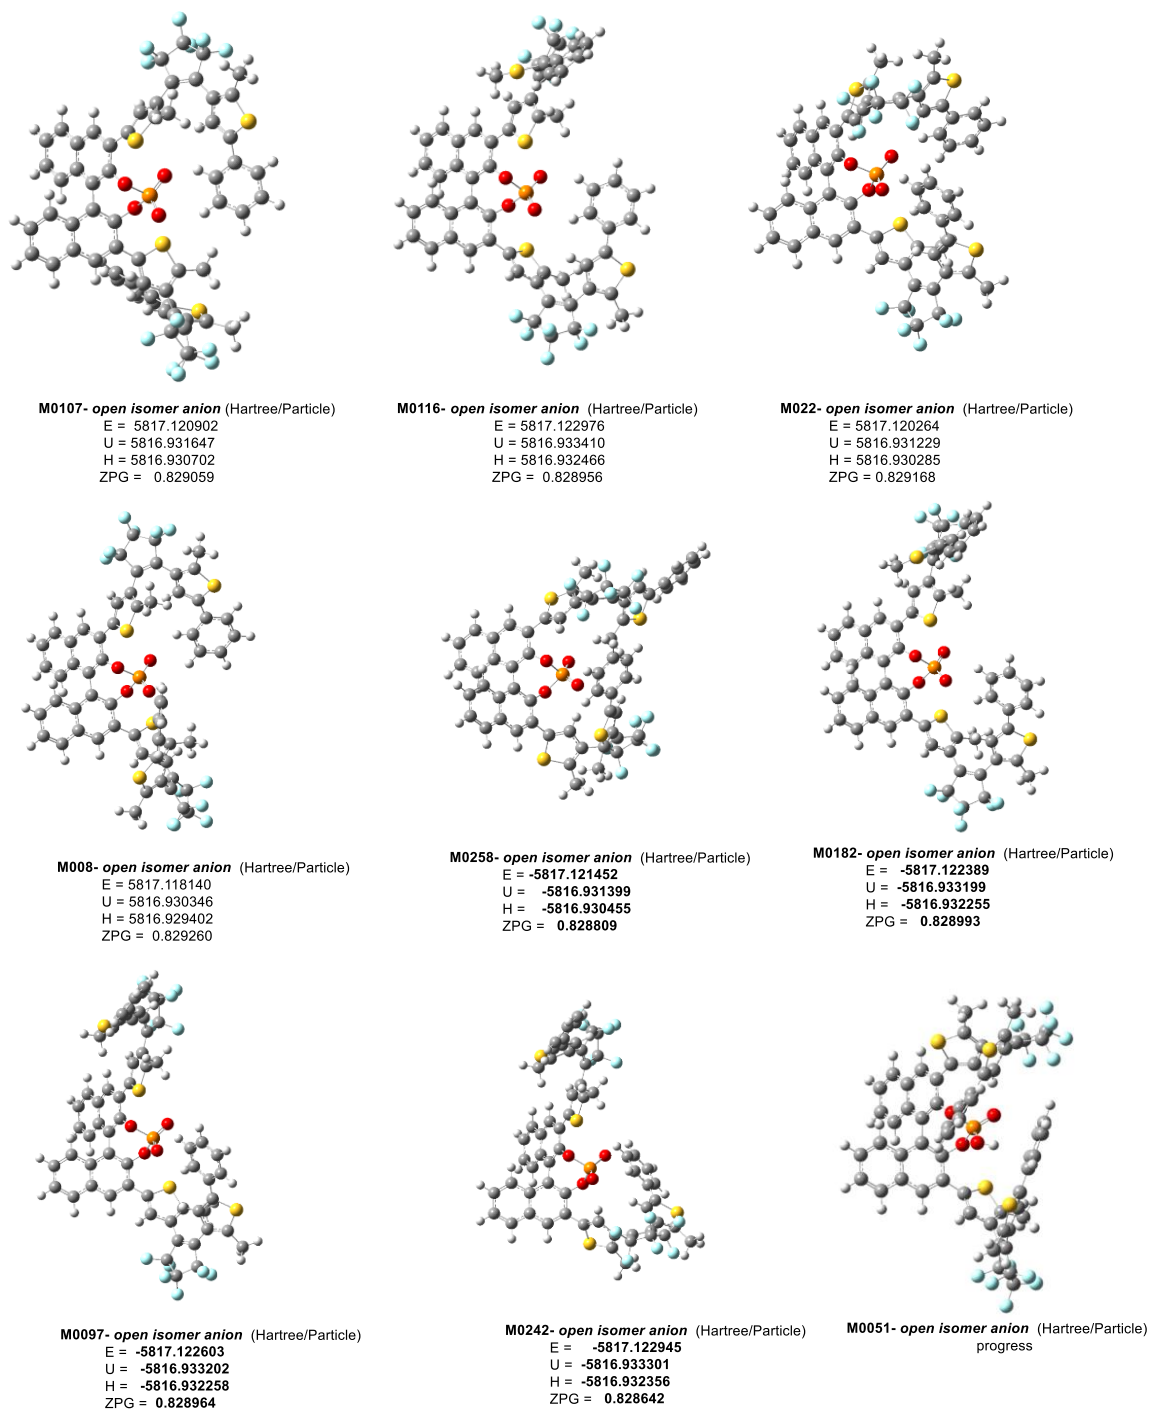 M0107- open isomer anion (Hartree/Particle)
E = 5817.120902
U = 5816.931647
H = 5816.930702
ZPG = 0.829059
M0116- open isomer anion (Hartree/Particle)
E = 5817.122976
U = 5816.933410
H = 5816.932466
ZPG = 0.828956
M022- open isomer anion (Hartree/Particle)
E = 5817.120264
U = 5816.931229
H = 5816.930285
ZPG = 0.829168
M008- open isomer anion (Hartree/Particle)
E = 5817.118140
U = 5816.930346
H = 5816.929402
ZPG = 0.829260
M0258- open isomer anion (Hartree/Particle)
E = -5817.121452
U = -5816.931399
H = -5816.930455
ZPG = 0.828809
M0182- open isomer anion (Hartree/Particle)
E = -5817.122389
U = -5816.933199
H = -5816.932255
ZPG = 0.828993
M0097- open isomer anion (Hartree/Particle)
E = -5817.122603
U = -5816.933202
H = -5816.932258
ZPG = 0.828964
M0242- open isomer anion (Hartree/Particle)
E = -5817.122945
U = -5816.933301
H = -5816.932356
ZPG = 0.828642
M0051- open isomer anion (Hartree/Particle)
progress